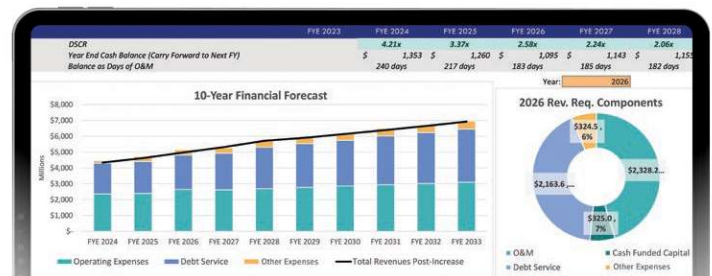 FYE 2023 FYE 2024 FYE 2025 FYE 2026 FYE 2027 FYE 2028
DSCR 4.21x 3.37x 2.58x 2.24x 2.06x
Year End Cash Balance (Carry Forward to Next FY) $ 1,353 $ 1,260 $ 1,095 $ 1,143 $ 1,155
Balance as Days of O&M 240 days 217 days 183 days 185 days 182 days
Year: 2026
10-Year Financial Forecast
$8,000
$7,000
$6,000
$5,000
$4,000
$3,000
$2,000
$1,000
$-
Millions
FYE 2024 FYE 2025 FYE 2026 FYE 2027 FYE 2028 FYE 2029 FYE 2030 FYE 2031 FYE 2032 FYE 2033
Operating Expenses Debt Service Other Expenses Total Revenues Post-Increase
2026 Rev. Req. Components
$324.5,
6%
$2,328.2...
$2,163.6,...
$325.0,
7%
O&M Cash Funded Capital
Debt Service Other Expenses